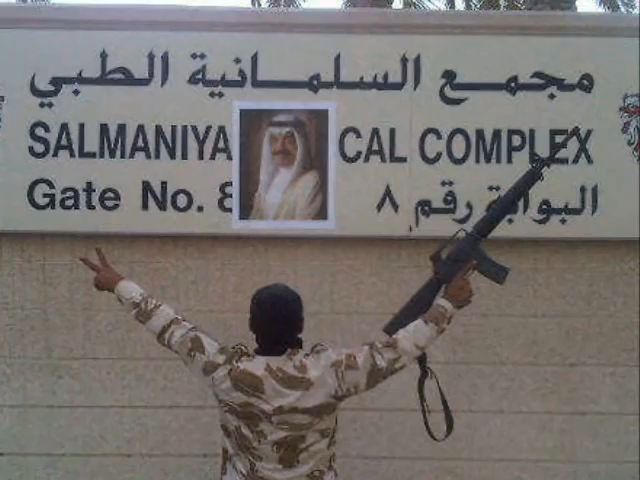 مجمع السلمانية الطبي
SALMANIYA CAL COMPLEX
Gate No. 8
البوابة رقم ٨